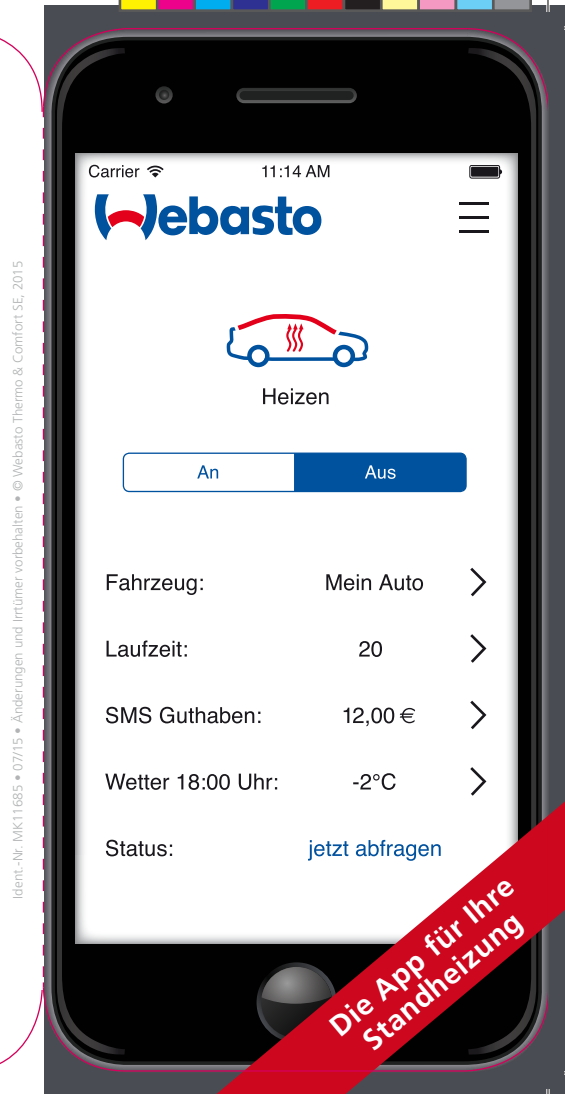 Carrier 11:14 AM
Webasto
Heizen
An Aus
Fahrzeug: Mein Auto
Laufzeit: 20
SMS Guthaben: 12,00 €
Wetter 18:00 Uhr: -2°C
Status: jetzt abfragen
Die App für Ihre
Standheizung
Ident.-Nr. MK11685 • 07/15 • Änderungen und Irrtümer vorbehalten • © Webasto Thermo & Comfort SE, 2015